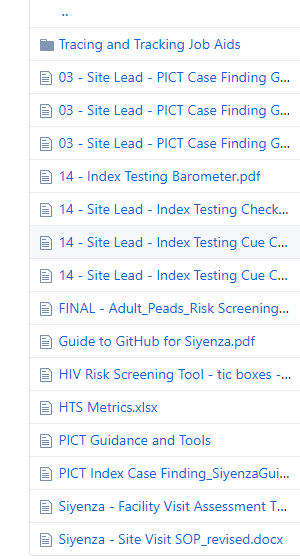 ..
Tracing and Tracking Job Aids
03 - Site Lead - PICT Case Finding G...
03 - Site Lead - PICT Case Finding G...
03 - Site Lead - PICT Case Finding G...
14 - Index Testing Barometer.pdf
14 - Site Lead - Index Testing Check...
14 - Site Lead - Index Testing Cue C...
14 - Site Lead - Index Testing Cue C...
FINAL - Adult_Peads_Risk Screening...
Guide to GitHub for Siyenza.pdf
HIV Risk Screening Tool - tic boxes -...
HTS Metrics.xlsx
PICT Guidance and Tools
PICT Index Case Finding_SiyenzaGui...
Siyenza - Facility Visit Assessment T...
Siyenza - Site Visit SOP_revised.docx